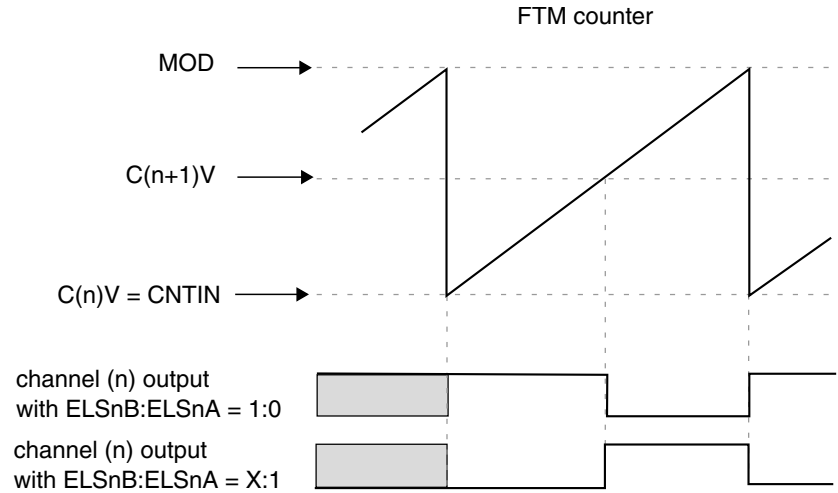 FTM counter
MOD
C(n+1)V
C(n)V = CNTIN
channel (n) output
with ELSnB:ELSnA = 1:0
channel (n) output
with ELSnB:ELSnA = X:1